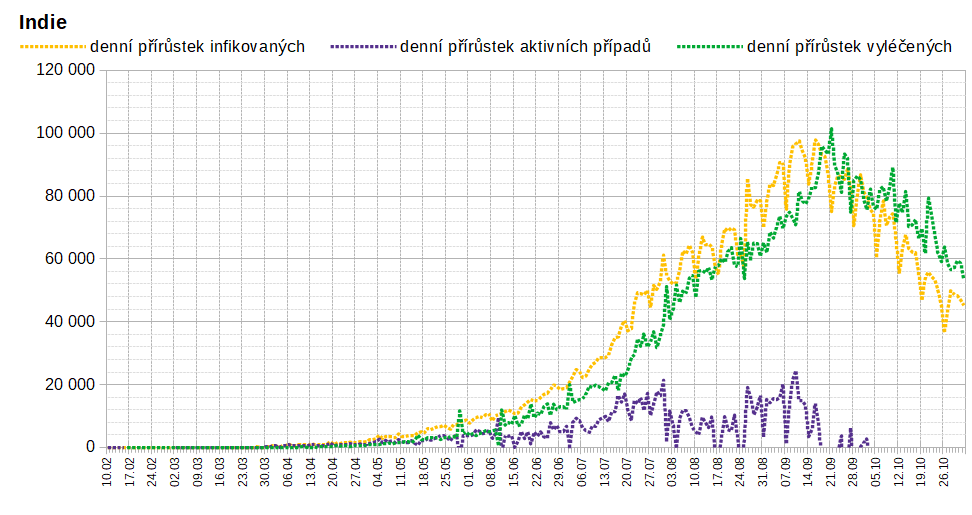 Indie
denní přírůstek infikovaných denní přírůstek aktivních případů denní přírůstek vyléčených
120 000
100 000
80 000
60 000
40 000
20 000
0
10.02 17.02 24.02 02.03 09.03 23.03 30.03 06.04 13.04 20.04 27.04 04.05 11.05 18.05 25.05 01.06 08.06 15.06 22.06 29.06 06.07 13.07 20.07 27.07 03.08 10.08 17.08 24.08 31.08 07.09 14.09 21.09 28.09 05.10 12.10 19.10 26.10